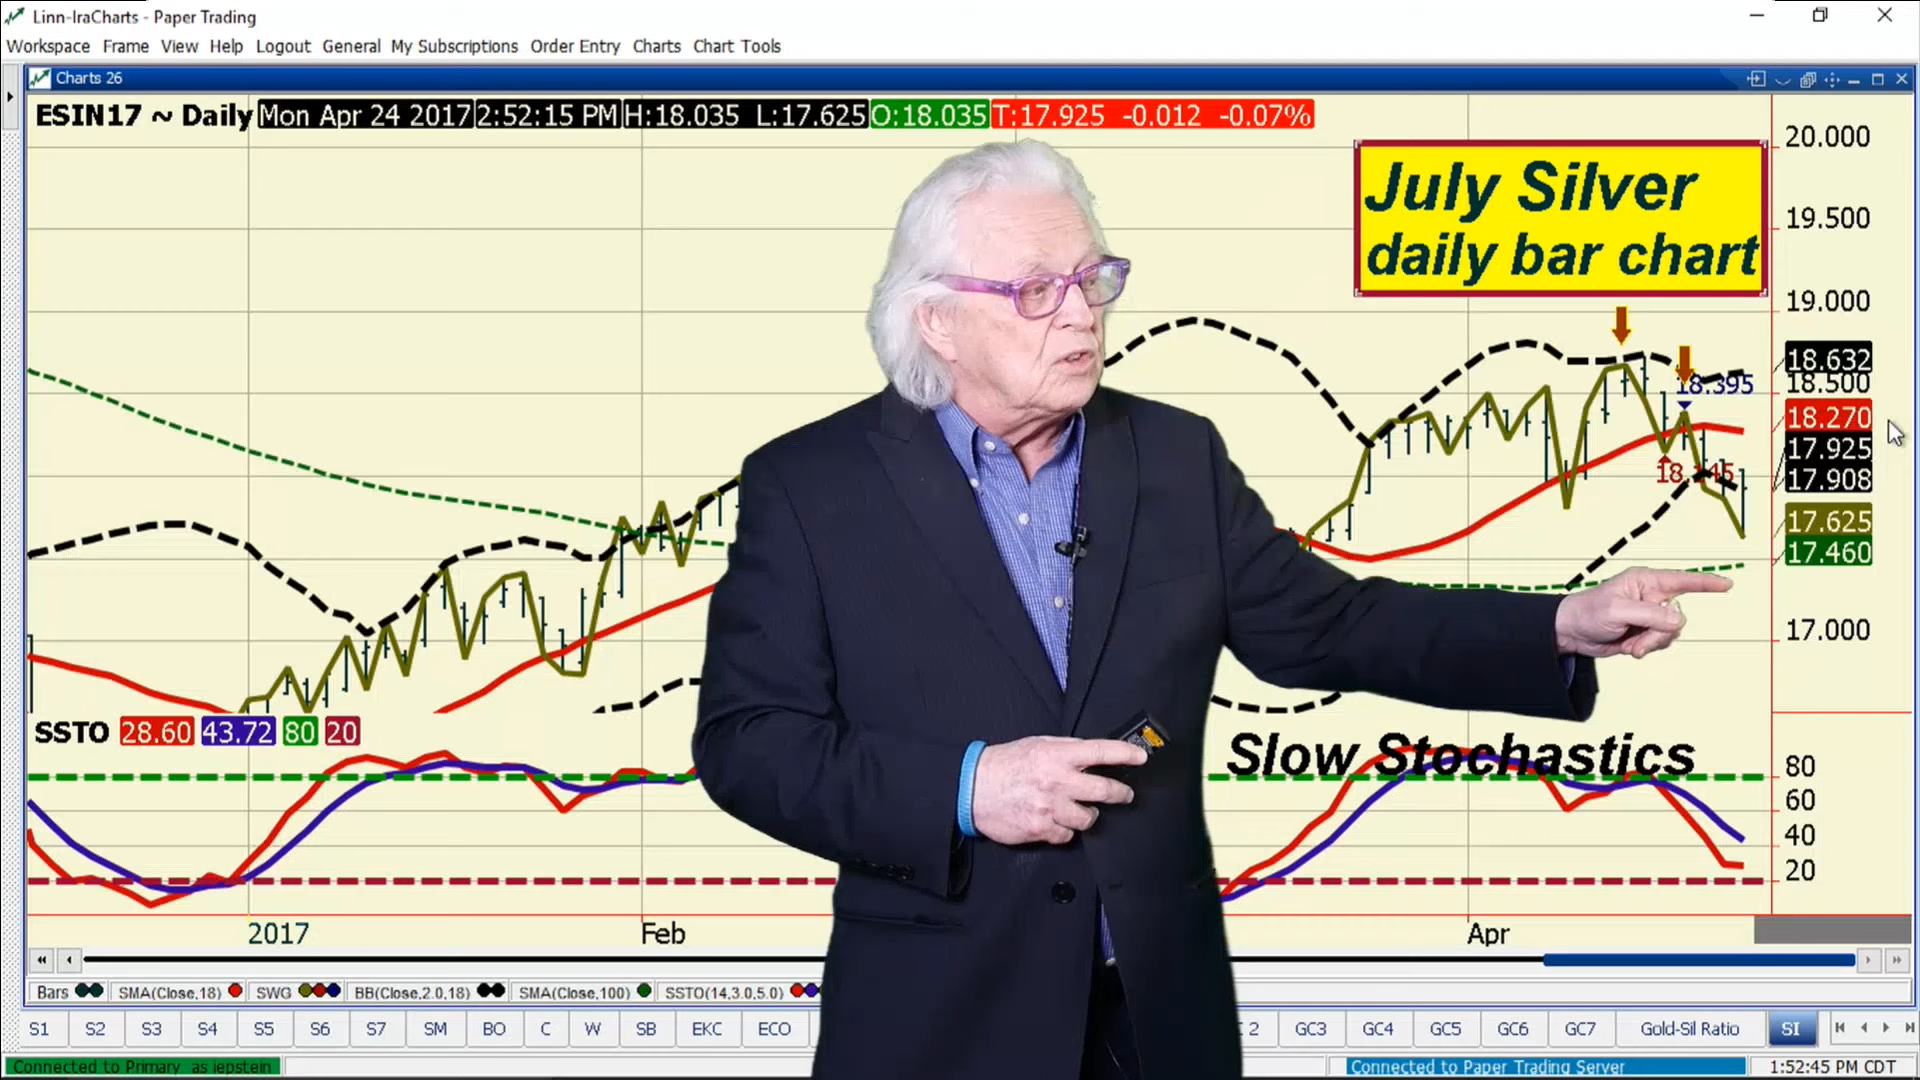 Linn-IraCharts - Paper Trading
Workspace Frame View Help Logout General My Subscriptions Order Entry Charts Chart Tools
Charts 26
ESIN17 ~ Daily Mon Apr 24 2017 2:52:15 PM H:18.035 L:17.625 O:18.035 T:17.925 -0.012 -0.07%
July Silver
daily bar chart
20.000
19.500
19.000
18.632
18.500
18.395
18.270
17.925
18.145
17.908
17.625
17.460
17.000
SSTO 28.60 43.72 80 20
Slow Stochastics
80
60
40
20
2017 Feb Apr
Bars SMA(Close,18) SWG BB(Close,2.0,18) SMA(Close,100) SSTO(14,3.0,5.0)
S1 S2 S3 S4 S5 S6 S7 SM BO C W SB EKC ECO 2 GC3 GC4 GC5 GC6 GC7 Gold-Sil Ratio SI
Connected to Primary as iepstein Connected to Paper Trading Server 1:52:45 PM CDT